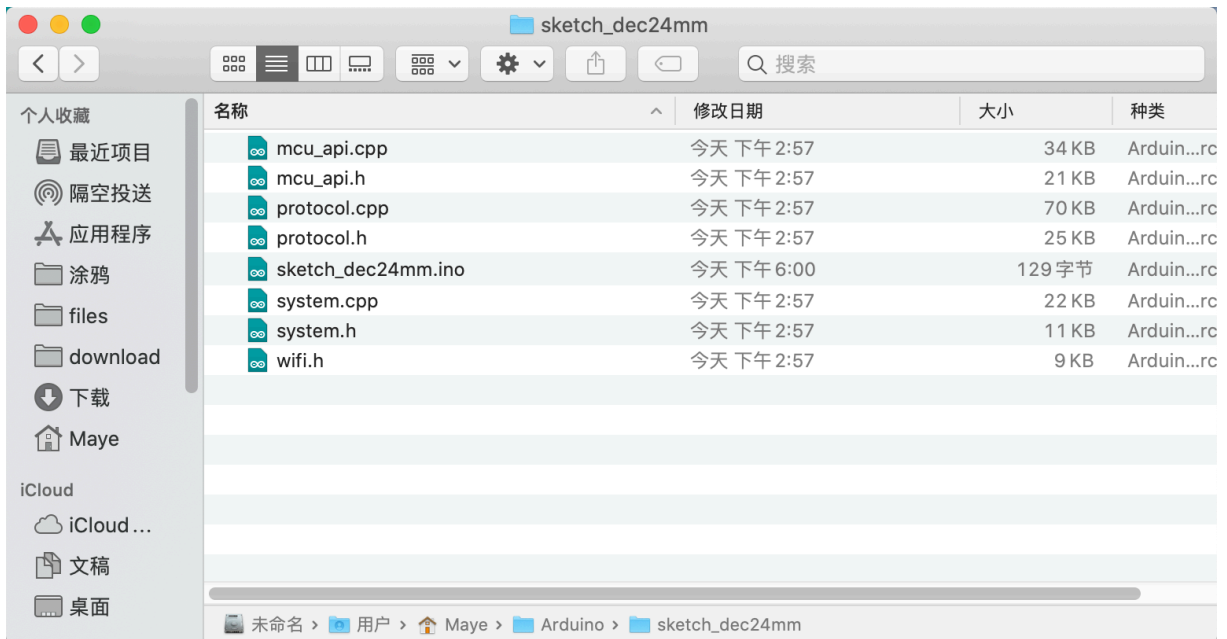 sketch_dec24mm
搜索
个人收藏
最近项目
隔空投送
应用程序
涂鸦
files
download
下载
Maye
iCloud
iCloud...
文稿
桌面
名称 修改日期 大小 种类
mcu_api.cpp 今天 下午2:57 34 KB Arduin...rc
mcu_api.h 今天 下午2:57 21 KB Arduin...rc
protocol.cpp 今天 下午2:57 70 KB Arduin...rc
protocol.h 今天 下午2:57 25 KB Arduin...rc
sketch_dec24mm.ino 今天 下午6:00 129 字节 Arduin...rc
system.cpp 今天 下午2:57 22 KB Arduin...rc
system.h 今天 下午2:57 11 KB Arduin...rc
wifi.h 今天 下午2:57 9 KB Arduin...rc
未命名 › 用户 › Maye › Arduino › sketch_dec24mm